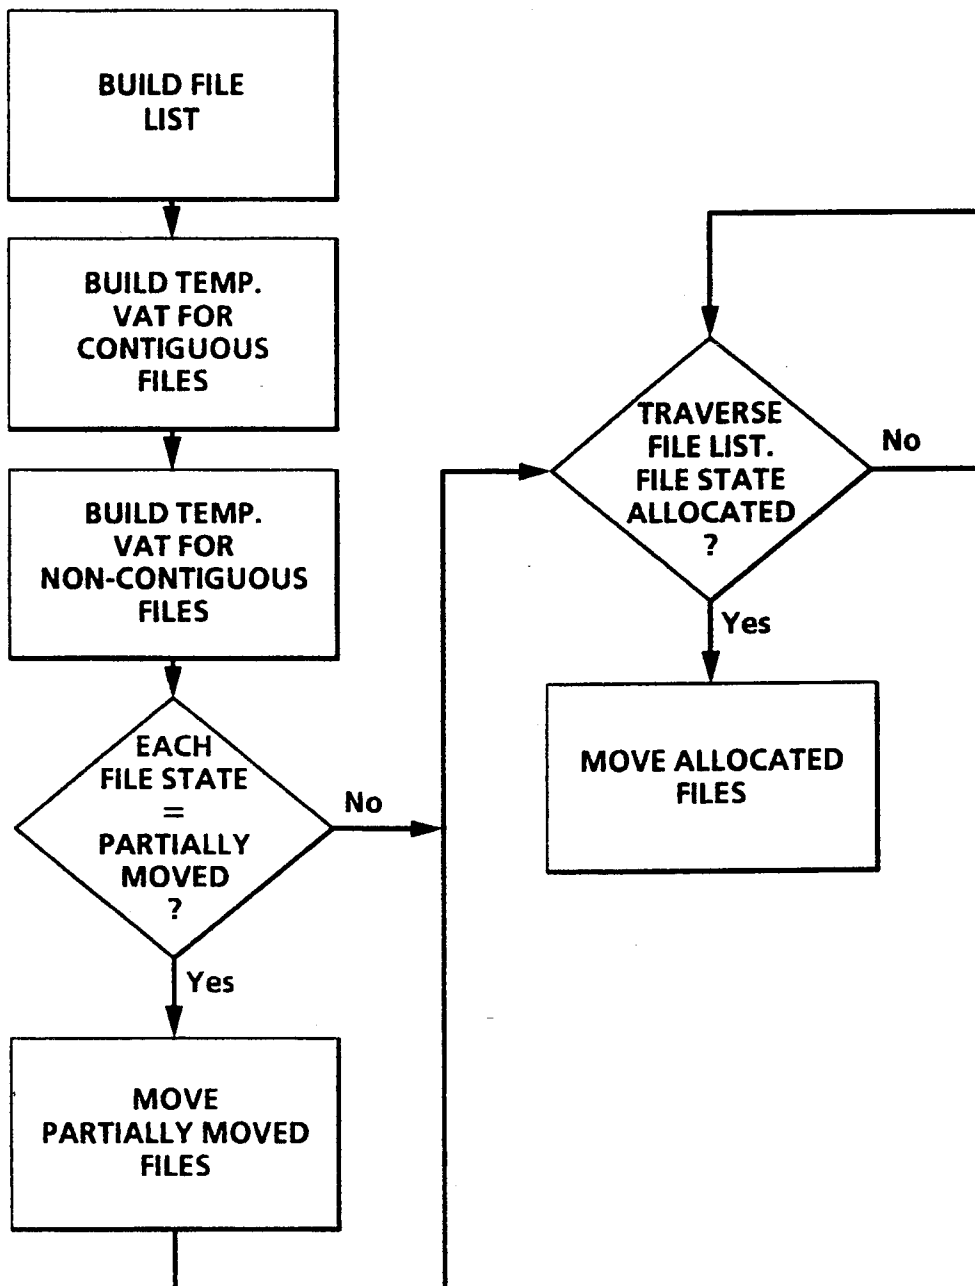 BUILD FILE
LIST
BUILD TEMP.
VAT FOR
CONTIGUOUS
FILES
BUILD TEMP.
VAT FOR
NON-CONTIGUOUS
FILES
EACH
FILE STATE
=
PARTIALLY
MOVED
?
No
Yes
MOVE
PARTIALLY MOVED
FILES
TRAVERSE
FILE LIST.
FILE STATE
ALLOCATED
?
No
Yes
MOVE ALLOCATED
FILES